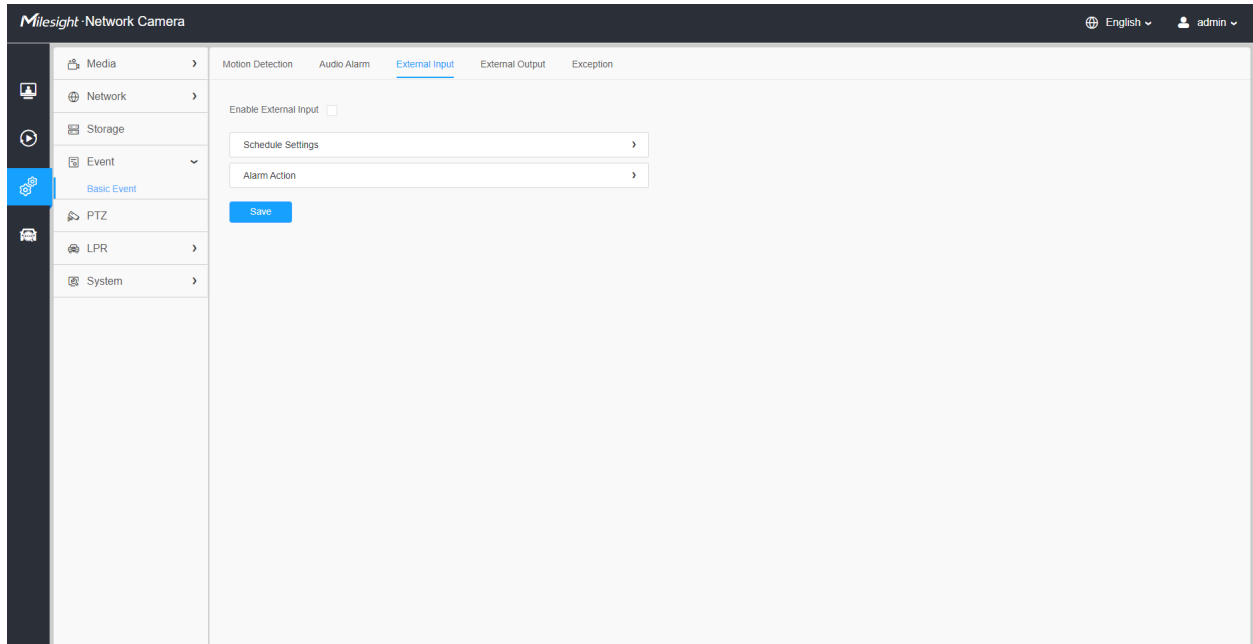 Milesight · Network Camera
English
admin
Media
Network
Storage
Event
Basic Event
PTZ
LPR
System
Motion Detection Audio Alarm External Input External Output Exception
Enable External Input
Schedule Settings
Alarm Action
Save